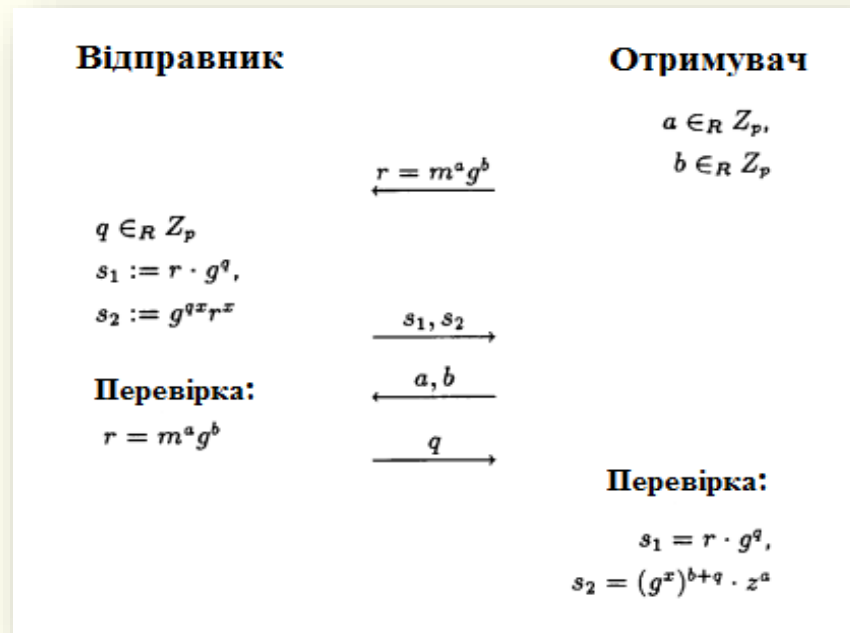 Відправник
Отримувач
a ∈_R Z_p,
b ∈_R Z_p
r = m^a g^b
q ∈_R Z_p
s_1 := r · g^q,
s_2 := g^{qx} r^x
s_1, s_2
a, b
Перевірка:
r = m^a g^b
q
Перевірка:
s_1 = r · g^q,
s_2 = (g^x)^{b+q} · z^a